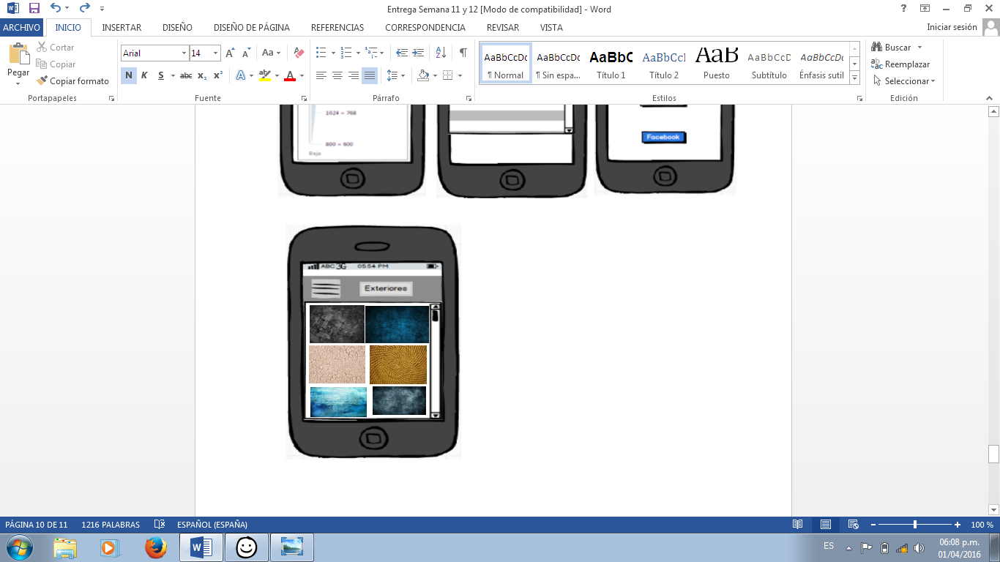 Entrega Semana 11 y 12 [Modo de compatibilidad] - Word
ARCHIVO INICIO INSERTAR DISEÑO DISEÑO DE PÁGINA REFERENCIAS CORRESPONDENCIA REVISAR VISTA Iniciar sesión
Pegar
Cortar
Copiar
Copiar formato
Portapapeles
Arial 14
N K S abc x₂ x²
Fuente
Párrafo
AaBbCcDc AaBbCcDc AaBbC AaBbCcI AaB AaBbCcD AaBbCcDc
¶ Normal ¶ Sin espa... Título 1 Título 2 Puesto Subtítulo Énfasis sutil
Estilos
Buscar
Reemplazar
Seleccionar
Edición
1024 × 768
800 × 600
Baja
Facebook
ABC 3G 05:54 PM
Exteriores
PÁGINA 10 DE 11 1216 PALABRAS ESPAÑOL (ESPAÑA) 100 %
ES 06:08 p.m.
01/04/2016